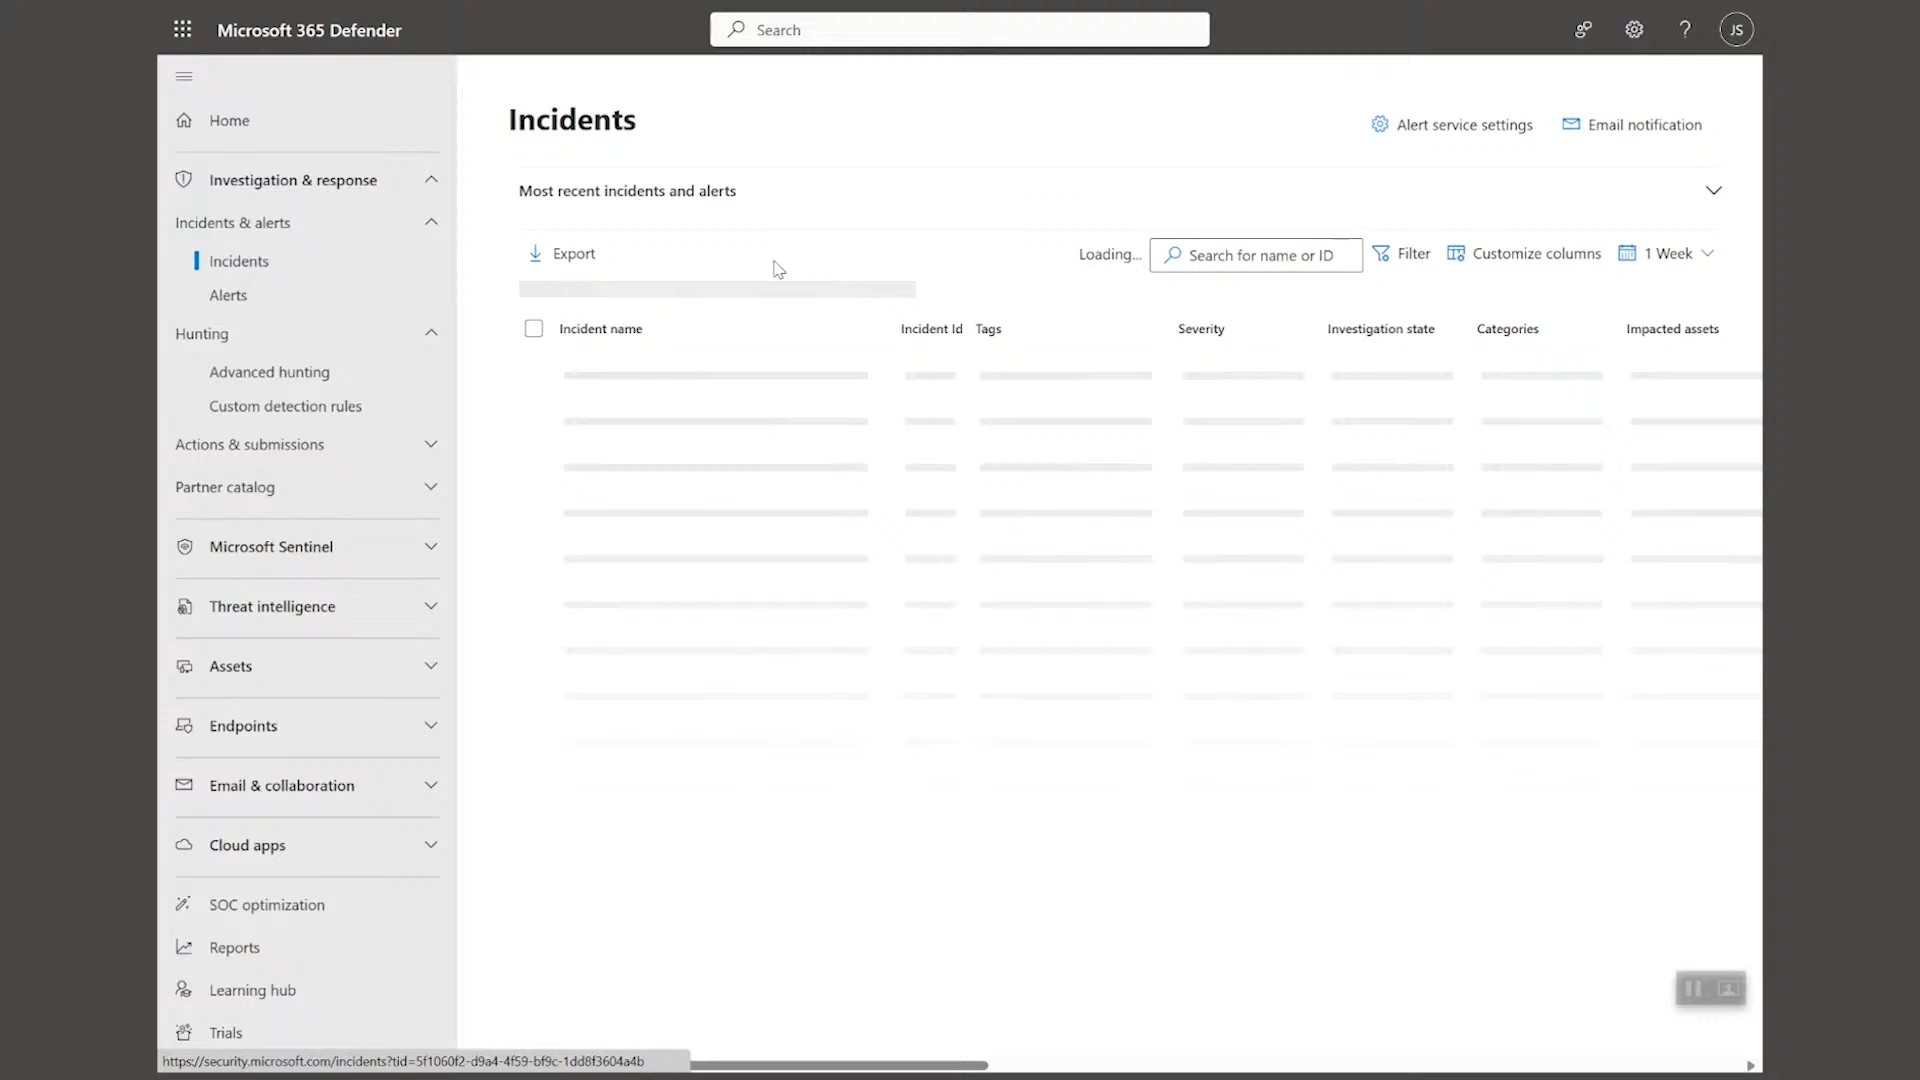 Microsoft 365 Defender
Search
JS
Home
Investigation & response
Incidents & alerts
Incidents
Alerts
Hunting
Advanced hunting
Custom detection rules
Actions & submissions
Partner catalog
Microsoft Sentinel
Threat intelligence
Assets
Endpoints
Email & collaboration
Cloud apps
SOC optimization
Reports
Learning hub
Trials
https://security.microsoft.com/incidents?tid=5f1060f2-d9a4-4f59-bf9c-1dd8f3604a4b
Incidents
Alert service settings
Email notification
Most recent incidents and alerts
Export
Loading...
Search for name or ID
Filter
Customize columns
1 Week
Incident name Incident Id Tags Severity Investigation state Categories Impacted assets